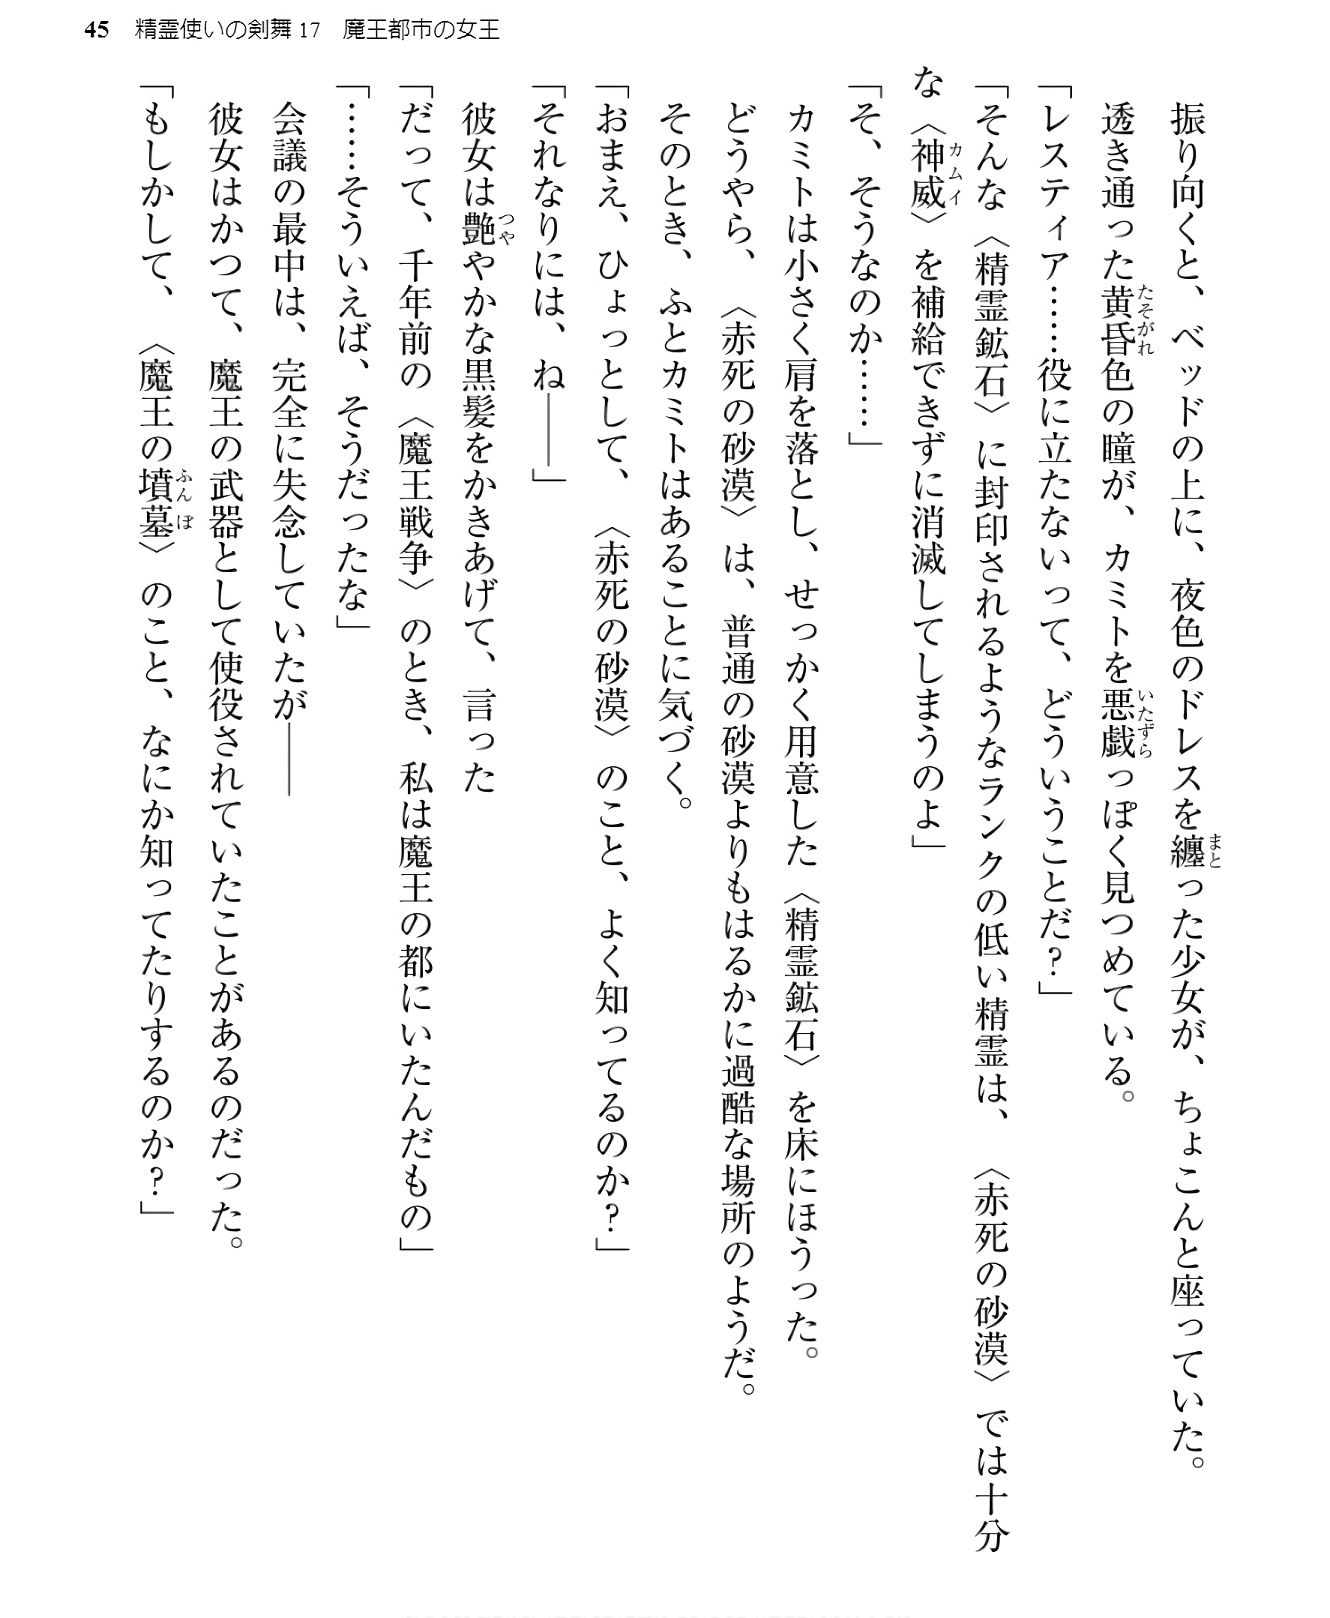 45　精霊使いの剣舞17　魔王都市の女王
　振り向くと、ベッドの上に、夜色のドレスを纏った少女が、ちょこんと座っていた。
　透き通った黄昏色の瞳が、カミトを悪戯っぽく見つめている。
「レスティア……役に立たないって、どういうことだ？」
「そんな〈精霊鉱石〉に封印されるようなランクの低い精霊は、〈赤死の砂漠〉では十分
な〈神威〉を補給できずに消滅してしまうのよ」
「そ、そうなのか……」
　カミトは小さく肩を落とし、せっかく用意した〈精霊鉱石〉を床にほうった。
　どうやら、〈赤死の砂漠〉は、普通の砂漠よりもはるかに過酷な場所のようだ。
　そのとき、ふとカミトはあることに気づく。
「おまえ、ひょっとして、〈赤死の砂漠〉のこと、よく知ってるのか？」
「それなりには、ね――」
　彼女は艶やかな黒髪をかきあげて、言った
「だって、千年前の〈魔王戦争〉のとき、私は魔王の都にいたんだもの」
「……そういえば、そうだったな」
　会議の最中は、完全に失念していたが――
　彼女はかつて、魔王の武器として使役されていたことがあるのだった。
「もしかして、〈魔王の墳墓〉のこと、なにか知ってたりするのか？」